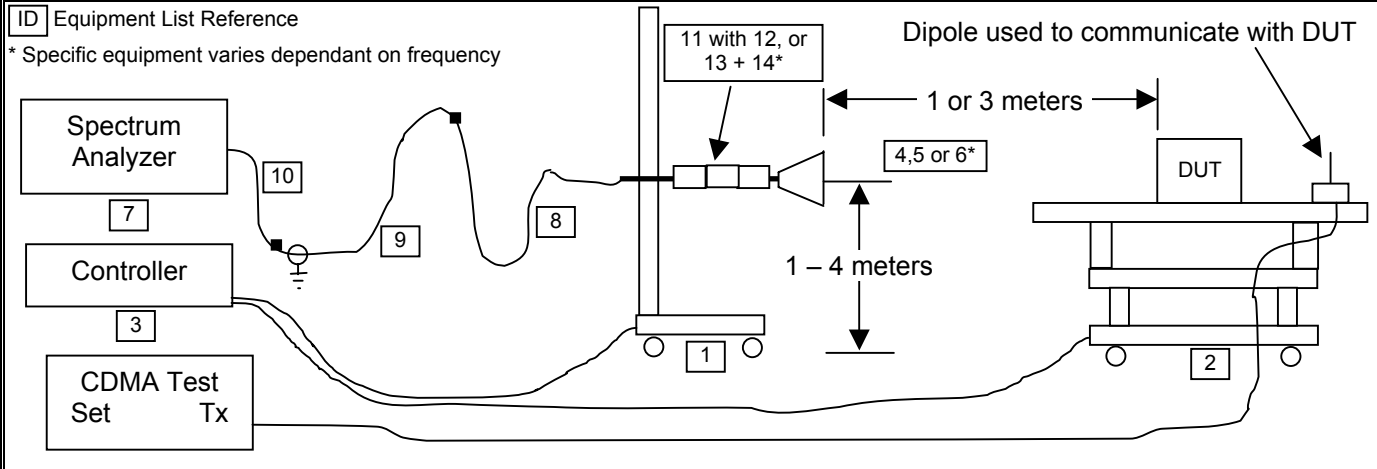 ID Equipment List Reference
* Specific equipment varies dependant on frequency
11 with 12, or
13 + 14*
Dipole used to communicate with DUT
1 or 3 meters
Spectrum
Analyzer
10
7
9
8
4,5 or 6*
DUT
1 – 4 meters
Controller
3
1
2
CDMA Test
Set Tx